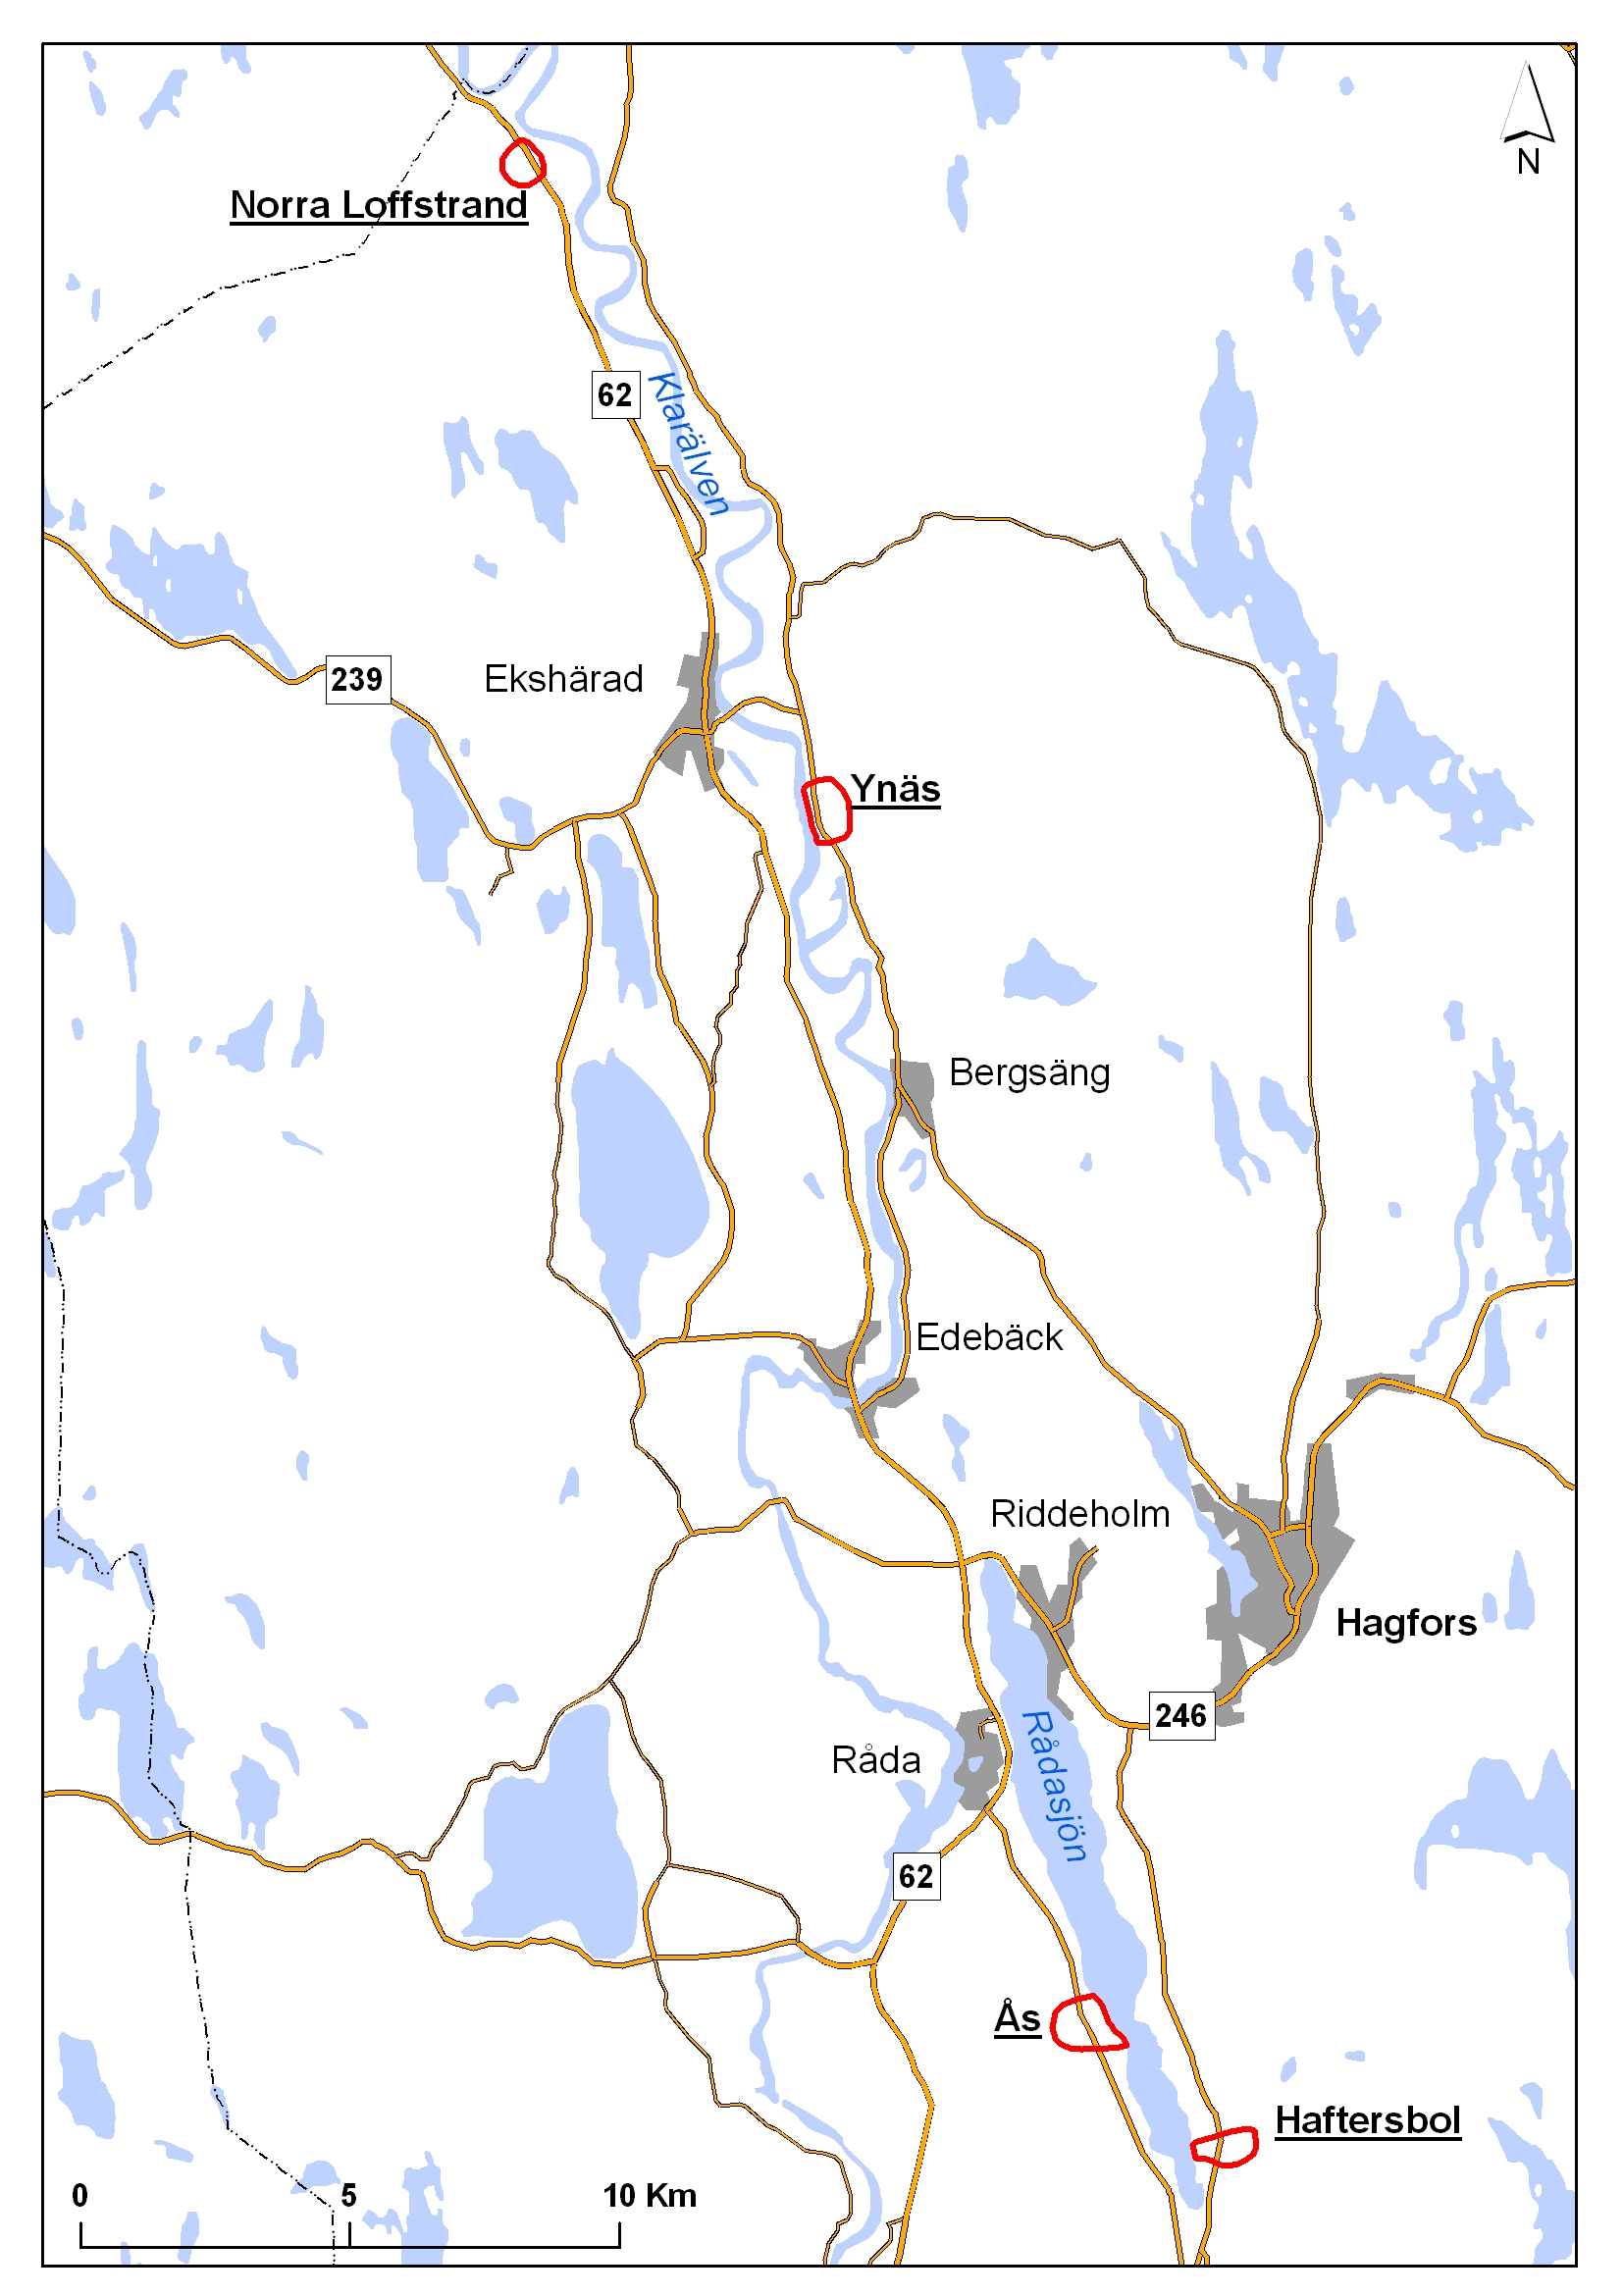 N
Norra Loffstrand
62
Klarälven
239
Ekshärad
Ynäs
Bergsäng
Edebäck
Riddeholm
Hagfors
246
Råda
Rådasjön
62
Ås
Haftersbol
0 5 10 Km